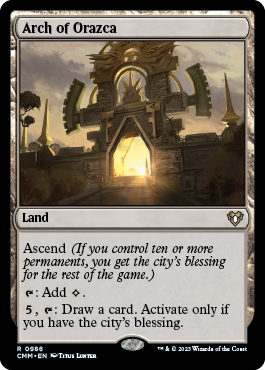 Arch of Orazca
Land
Ascend (If you control ten or more
permanents, you get the city's blessing
for the rest of the game.)
: Add .
5, : Draw a card. Activate only if
you have the city's blessing.
R 0986
CMM • EN Titus Lunter
™ & © 2023 Wizards of the Coast